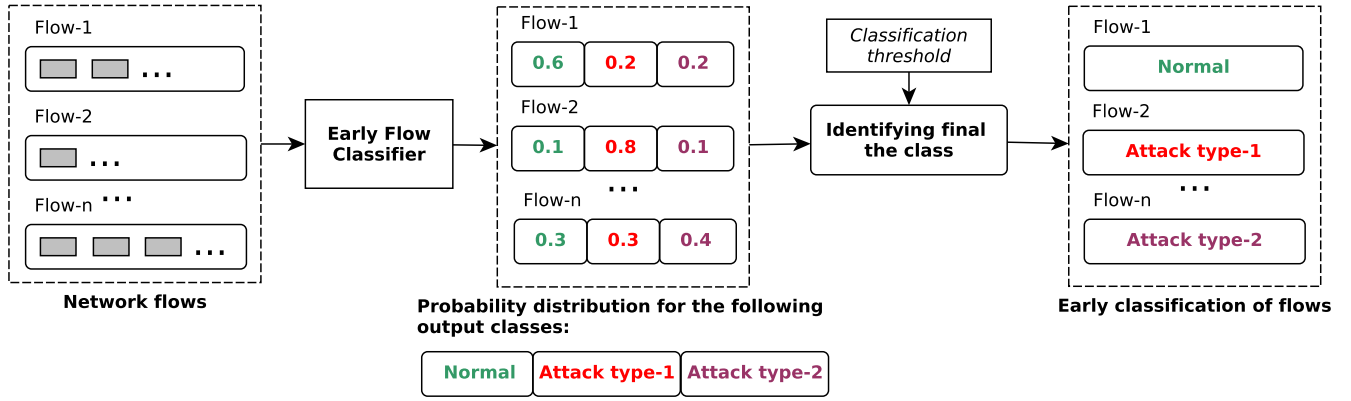 Flow-1
...
Flow-2
...
...
Flow-n
...
Network flows
Early Flow
Classifier
Flow-1
0.6 0.2 0.2
Flow-2
0.1 0.8 0.1
...
Flow-n
0.3 0.3 0.4
Probability distribution for the following
output classes:
Normal Attack type-1 Attack type-2
Classification
threshold
Identifying final
the class
Flow-1
Normal
Flow-2
Attack type-1
...
Flow-n
Attack type-2
Early classification of flows